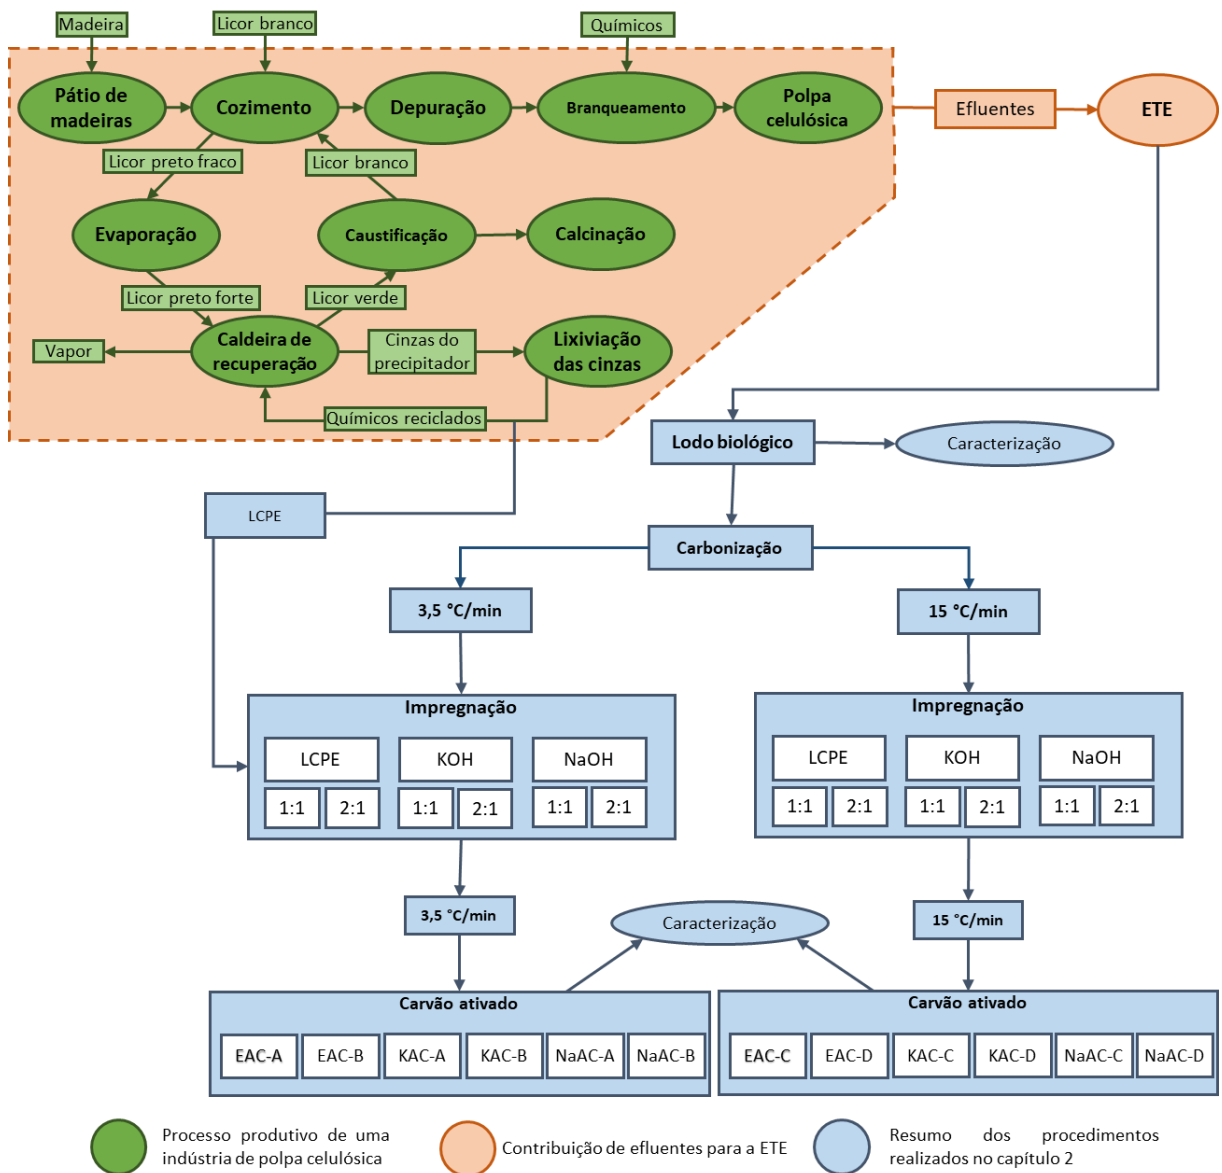 Madeira
Licor branco
Químicos
Pátio de
madeiras
Cozimento
Depuração
Branqueamento
Polpa
celulósica
Efluentes
ETE
Licor preto fraco
Licor branco
Evaporação
Caustificação
Calcinação
Licor preto forte
Licor verde
Vapor
Caldeira de
recuperação
Cinzas do
precipitador
Lixiviação
das cinzas
Químicos reciclados
Lodo biológico
Caracterização
LCPE
Carbonização
3,5 °C/min
15 °C/min
Impregnação
LCPE
KOH
NaOH
1:1
2:1
1:1
2:1
1:1
2:1
Impregnação
LCPE
KOH
NaOH
1:1
2:1
1:1
2:1
1:1
2:1
3,5 °C/min
Caracterização
15 °C/min
Carvão ativado
EAC-A
EAC-B
KAC-A
KAC-B
NaAC-A
NaAC-B
Carvão ativado
EAC-C
EAC-D
KAC-C
KAC-D
NaAC-C
NaAC-D
Processo produtivo de uma
indústria de polpa celulósica
Contribuição de efluentes para a ETE
Resumo dos procedimentos
realizados no capítulo 2